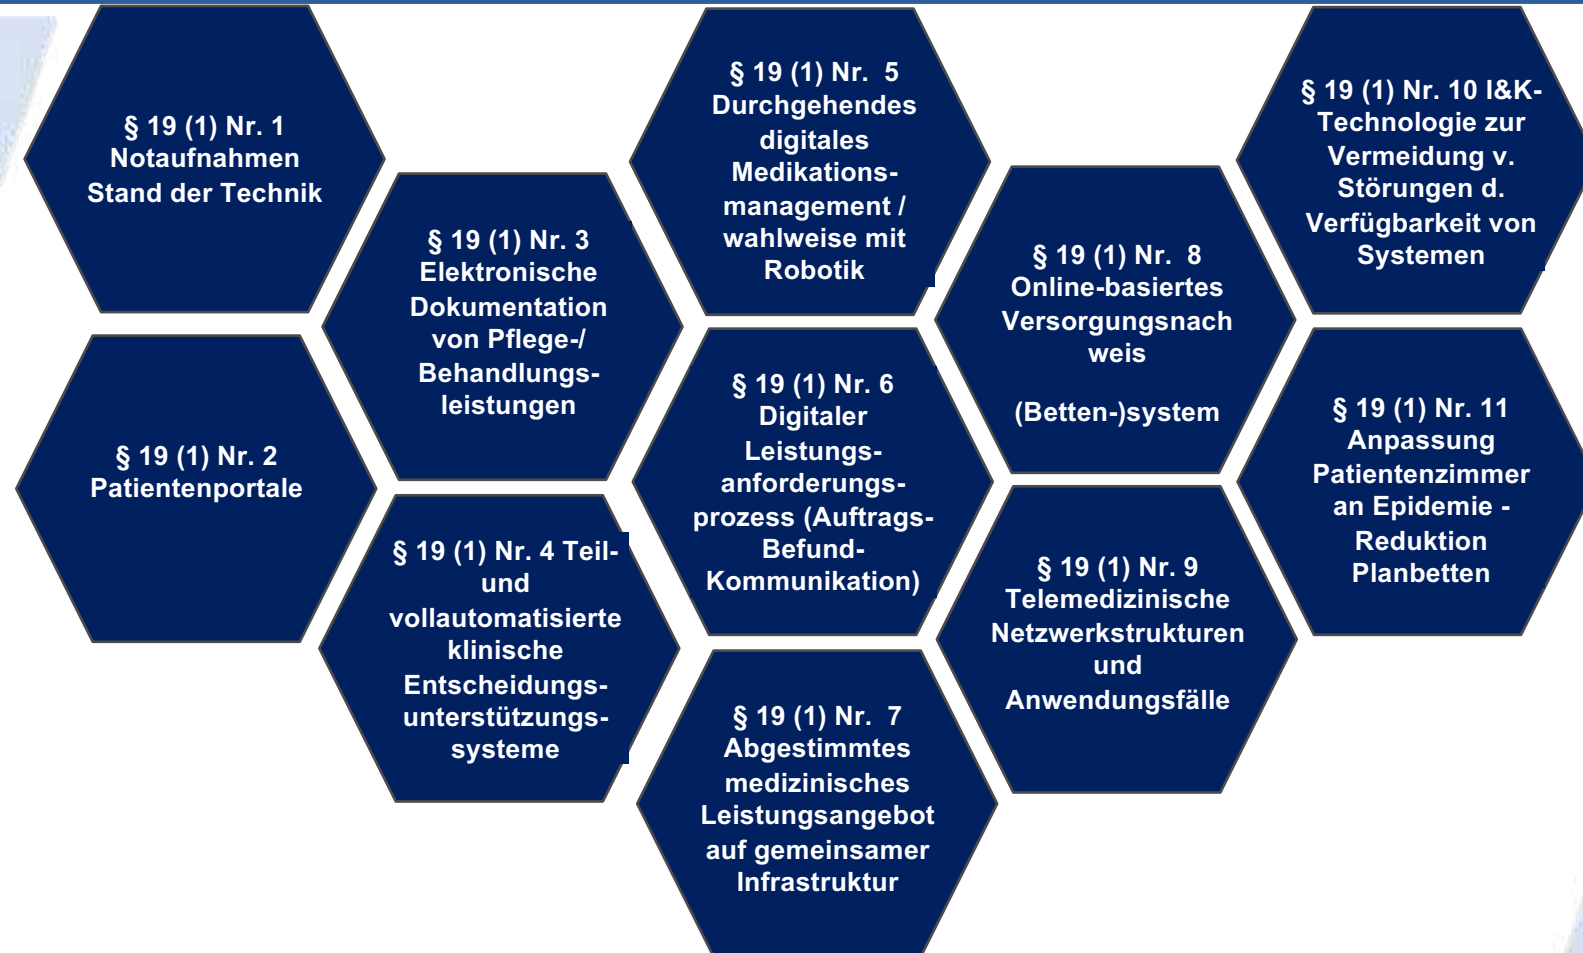 § 19 (1) Nr. 1
Notaufnahmen
Stand der Technik
§ 19 (1) Nr. 2
Patientenportale
§ 19 (1) Nr. 3
Elektronische
Dokumentation
von Pflege-/
Behandlungs-
leistungen
§ 19 (1) Nr. 4 Teil-
und
vollautomatisierte
klinische
Entscheidungs-
unterstützungs-
systeme
§ 19 (1) Nr. 5
Durchgehendes
digitales
Medikations-
management /
wahlweise mit
Robotik
§ 19 (1) Nr. 6
Digitaler
Leistungs-
anforderungs-
prozess (Auftrags-
Befund-
Kommunikation)
§ 19 (1) Nr. 7
Abgestimmtes
medizinisches
Leistungsangebot
auf gemeinsamer
Infrastruktur
§ 19 (1) Nr. 8
Online-basiertes
Versorgungsnach
weis
(Betten-)system
§ 19 (1) Nr. 9
Telemedizinische
Netzwerkstrukturen
und
Anwendungsfälle
§ 19 (1) Nr. 10 I&K-
Technologie zur
Vermeidung v.
Störungen d.
Verfügbarkeit von
Systemen
§ 19 (1) Nr. 11
Anpassung
Patientenzimmer
an Epidemie -
Reduktion
Planbetten